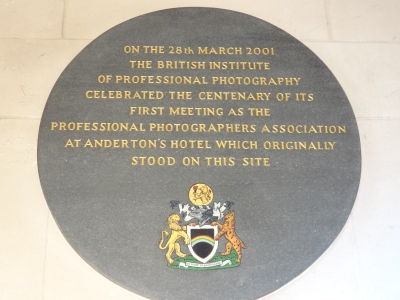 ON THE 28th MARCH 2001
THE BRITISH INSTITUTE
OF PROFESSIONAL PHOTOGRAPHY
CELEBRATED THE CENTENARY OF ITS
FIRST MEETING AS THE
PROFESSIONAL PHOTOGRAPHERS ASSOCIATION
AT ANDERTON'S HOTEL WHICH ORIGINALLY
STOOD ON THIS SITE